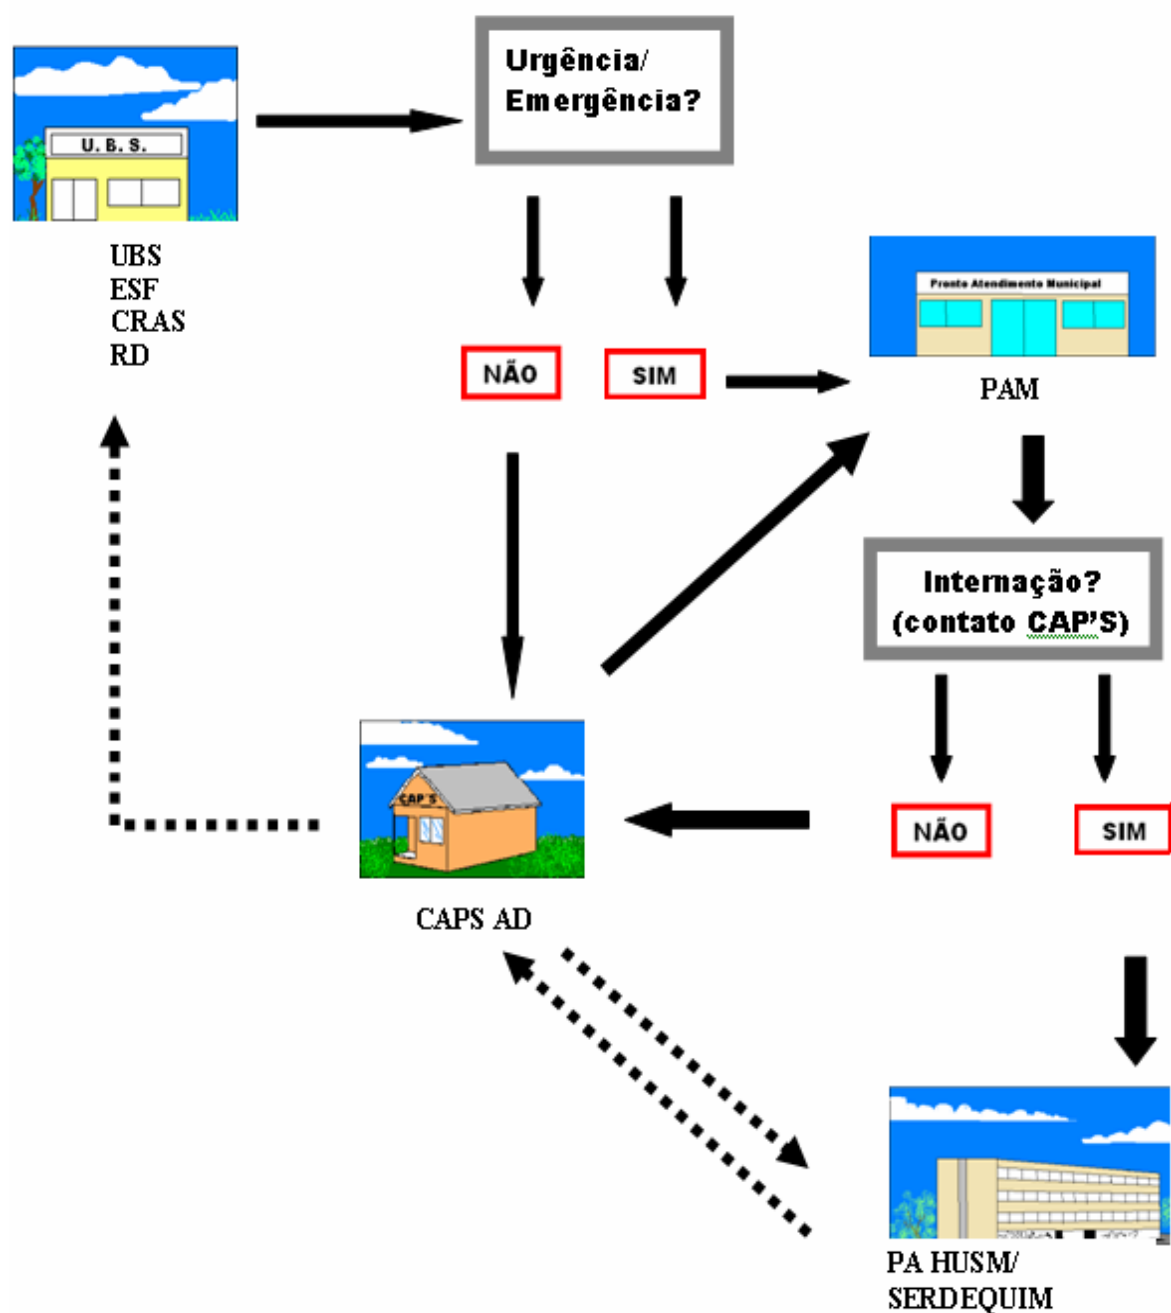 Urgência/
Emergência?
U. B. S.
UBS
ESF
CRAS
RD
Pronto Atendimento Municipal
NÃO
SIM
PAM
Internação?
(contato CAP'S)
CAP'S
NÃO
SIM
CAPS AD
PA HUSM/
SERDEQUIM